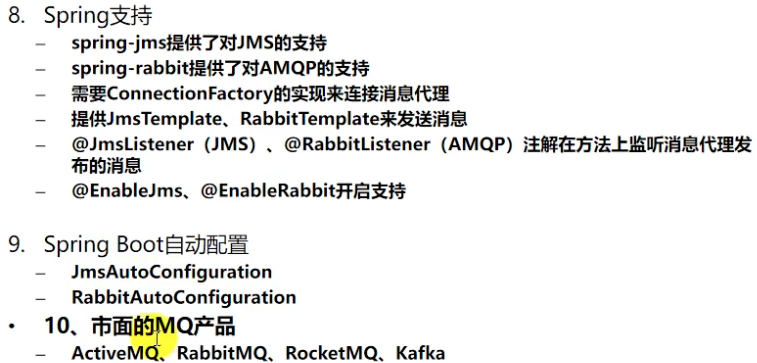 8. Spring支持
– spring-jms提供了对JMS的支持
– spring-rabbit提供了对AMQP的支持
– 需要ConnectionFactory的实现来连接消息代理
– 提供JmsTemplate、RabbitTemplate来发送消息
– @JmsListener（JMS）、@RabbitListener（AMQP）注解在方法上监听消息代理发
布的消息
– @EnableJms、@EnableRabbit开启支持
9. Spring Boot自动配置
– JmsAutoConfiguration
– RabbitAutoConfiguration
• 10、市面的MQ产品
– ActiveMQ、RabbitMQ、RocketMQ、Kafka